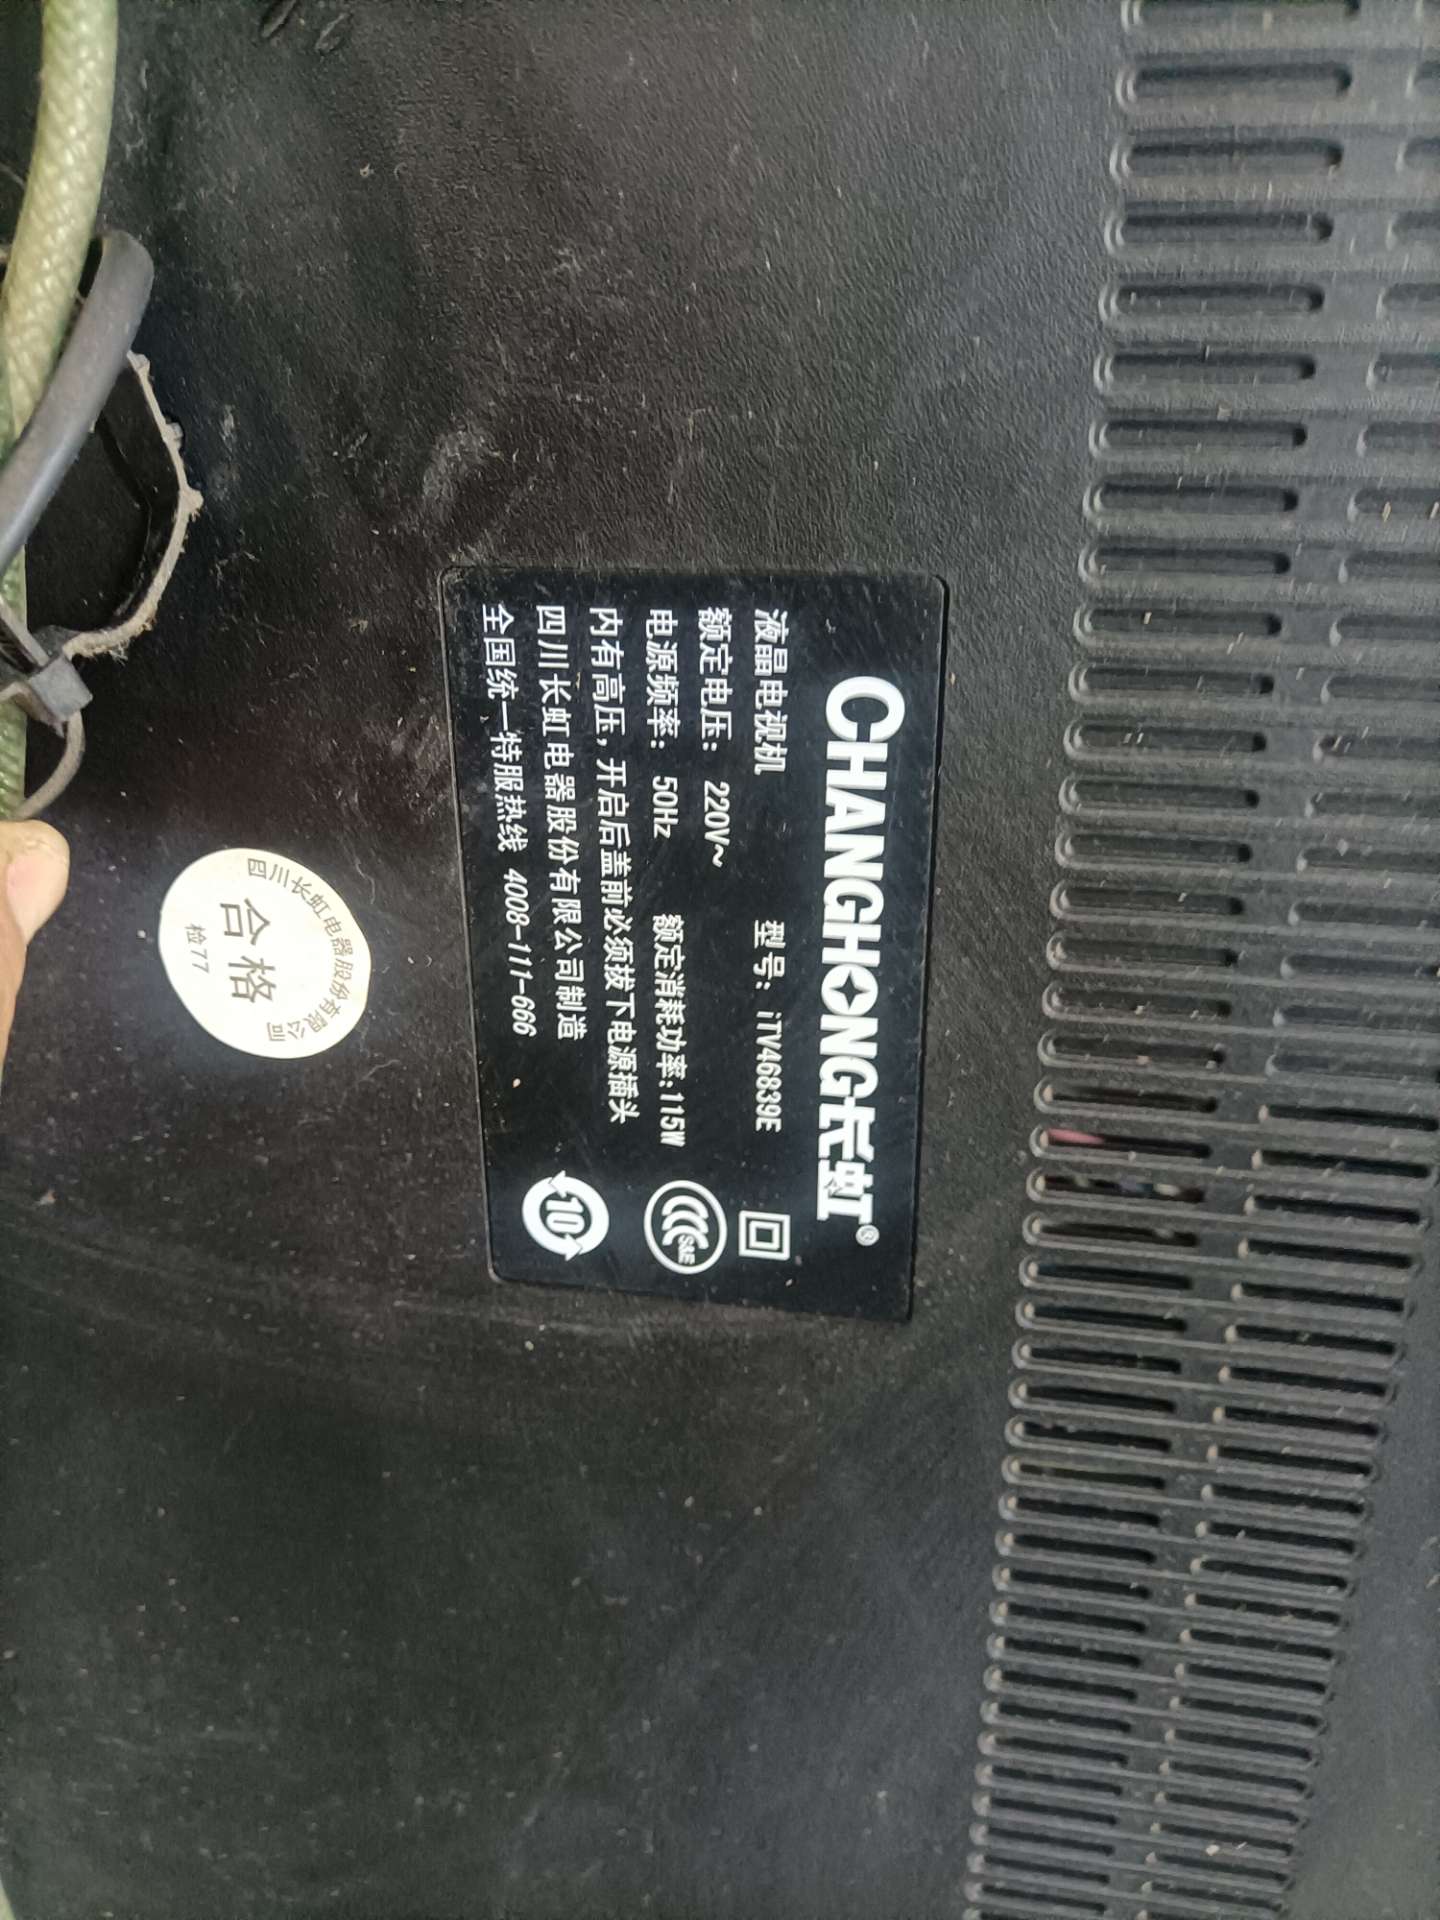 CHANGHONG长虹®
液晶电视机 型号：iTV46839E
额定电压：220V~
电源频率：50Hz 额定消耗功率：115W
内有高压，开启后盖前必须拔下电源插头
四川长虹电器股份有限公司制造
全国统一特服热线 4008-111-666
S&E
10
四川长虹电器股份有限公司
合格
检77